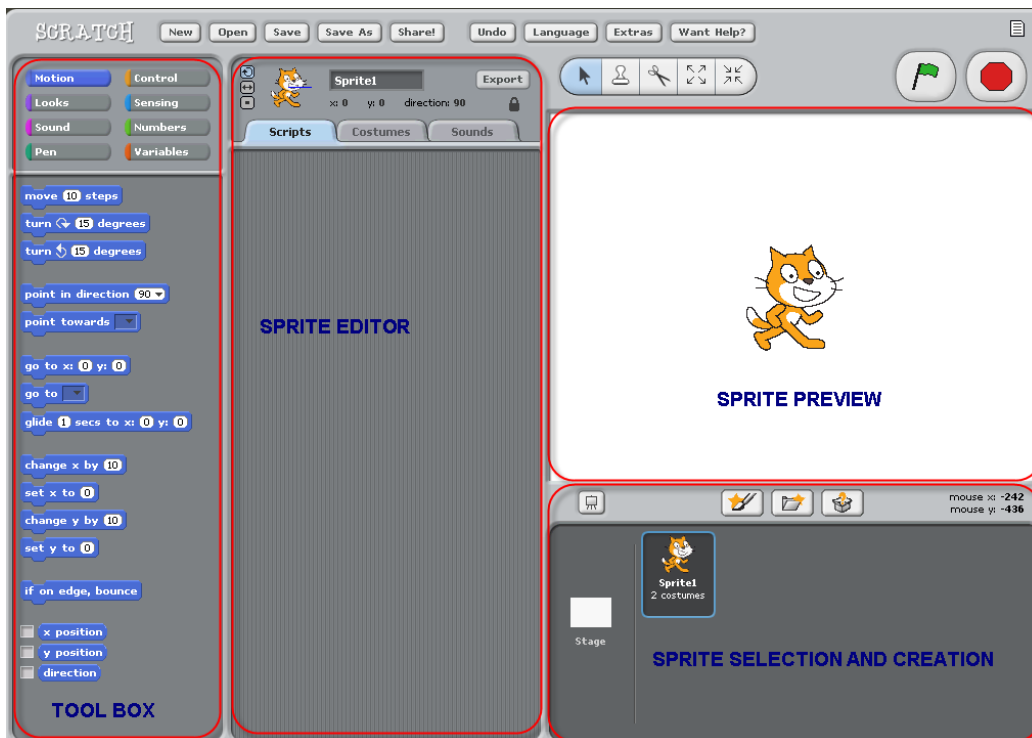 SCRATCH New Open Save Save As Share! Undo Language Extras Want Help?
Motion Control
Looks Sensing
Sound Numbers
Pen Variables
move 10 steps
turn 15 degrees
turn 15 degrees
point in direction 90
point towards
go to x: 0 y: 0
go to
glide 1 secs to x: 0 y: 0
change x by 10
set x to 0
change y by 10
set y to 0
if on edge, bounce
x position
y position
direction
TOOL BOX
Sprite1 Export
x: 0 y: 0 direction: 90
Scripts Costumes Sounds
SPRITE EDITOR
SPRITE PREVIEW
mouse x: -242
mouse y: -436
Sprite1
2 costumes
Stage
SPRITE SELECTION AND CREATION